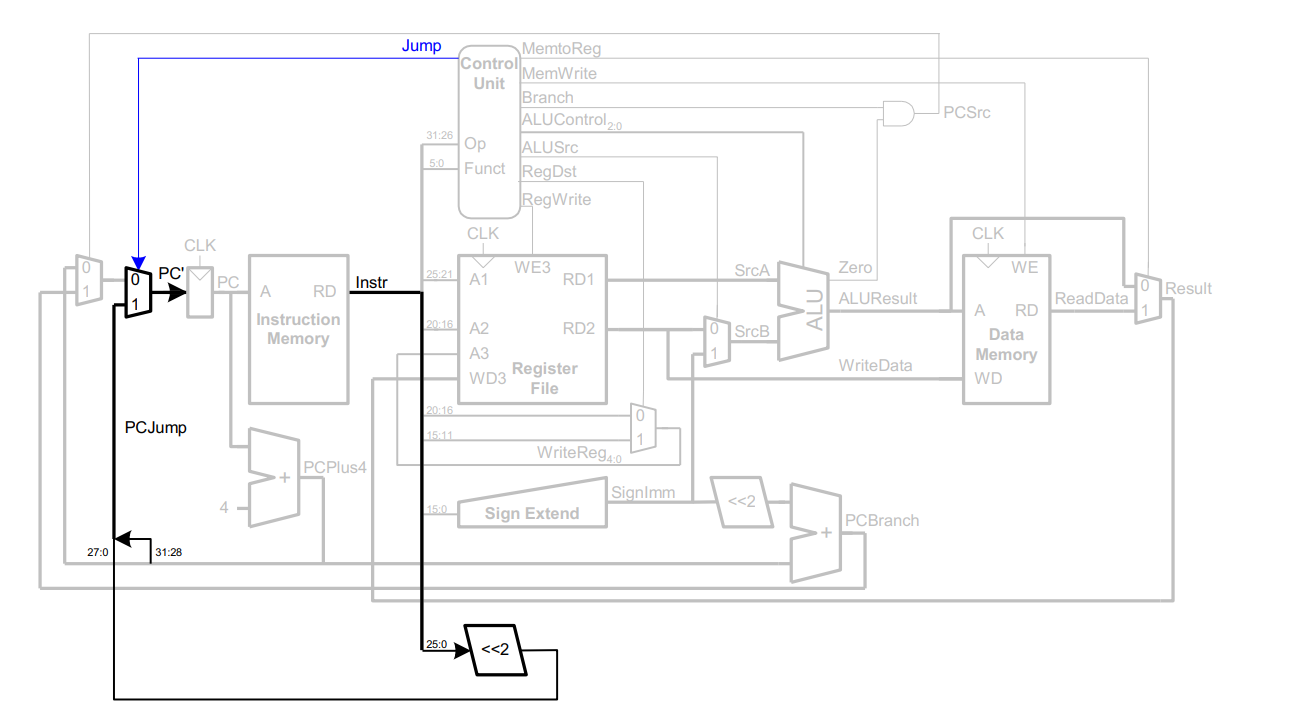 Jump
MemtoReg
Control
Unit
MemWrite
Branch
PCSrc
ALUControl2:0
31:26
Op
ALUSrc
5:0
Funct
RegDst
RegWrite
CLK
CLK
CLK
0
1
0
1
PC'
PC
A
RD
Instruction
Memory
Instr
25:21
A1
WE3
RD1
SrcA
Zero
WE
0
1
Result
ALU
ALUResult
A
RD
ReadData
Data
Memory
20:16
A2
RD2
0
1
SrcB
A3
WD3
Register
File
WriteData
WD
20:16
0
15:11
1
WriteReg4:0
PCJump
+
PCPlus4
4
SignImm
<<2
15:0
Sign Extend
+
PCBranch
27:0
31:28
25:0
<<2